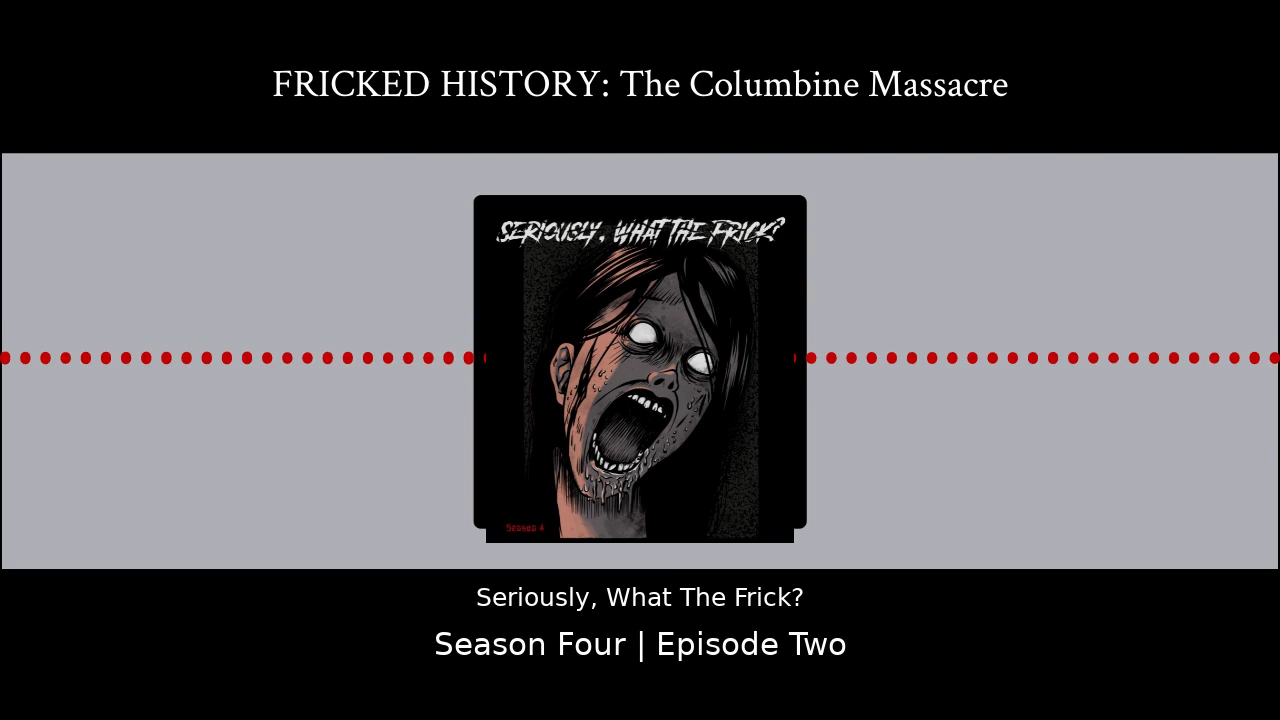 FRICKED HISTORY: The Columbine Massacre
SERIOUSLY, WHAT THE FRICK?
Season 4
Seriously, What The Frick?
Season Four | Episode Two